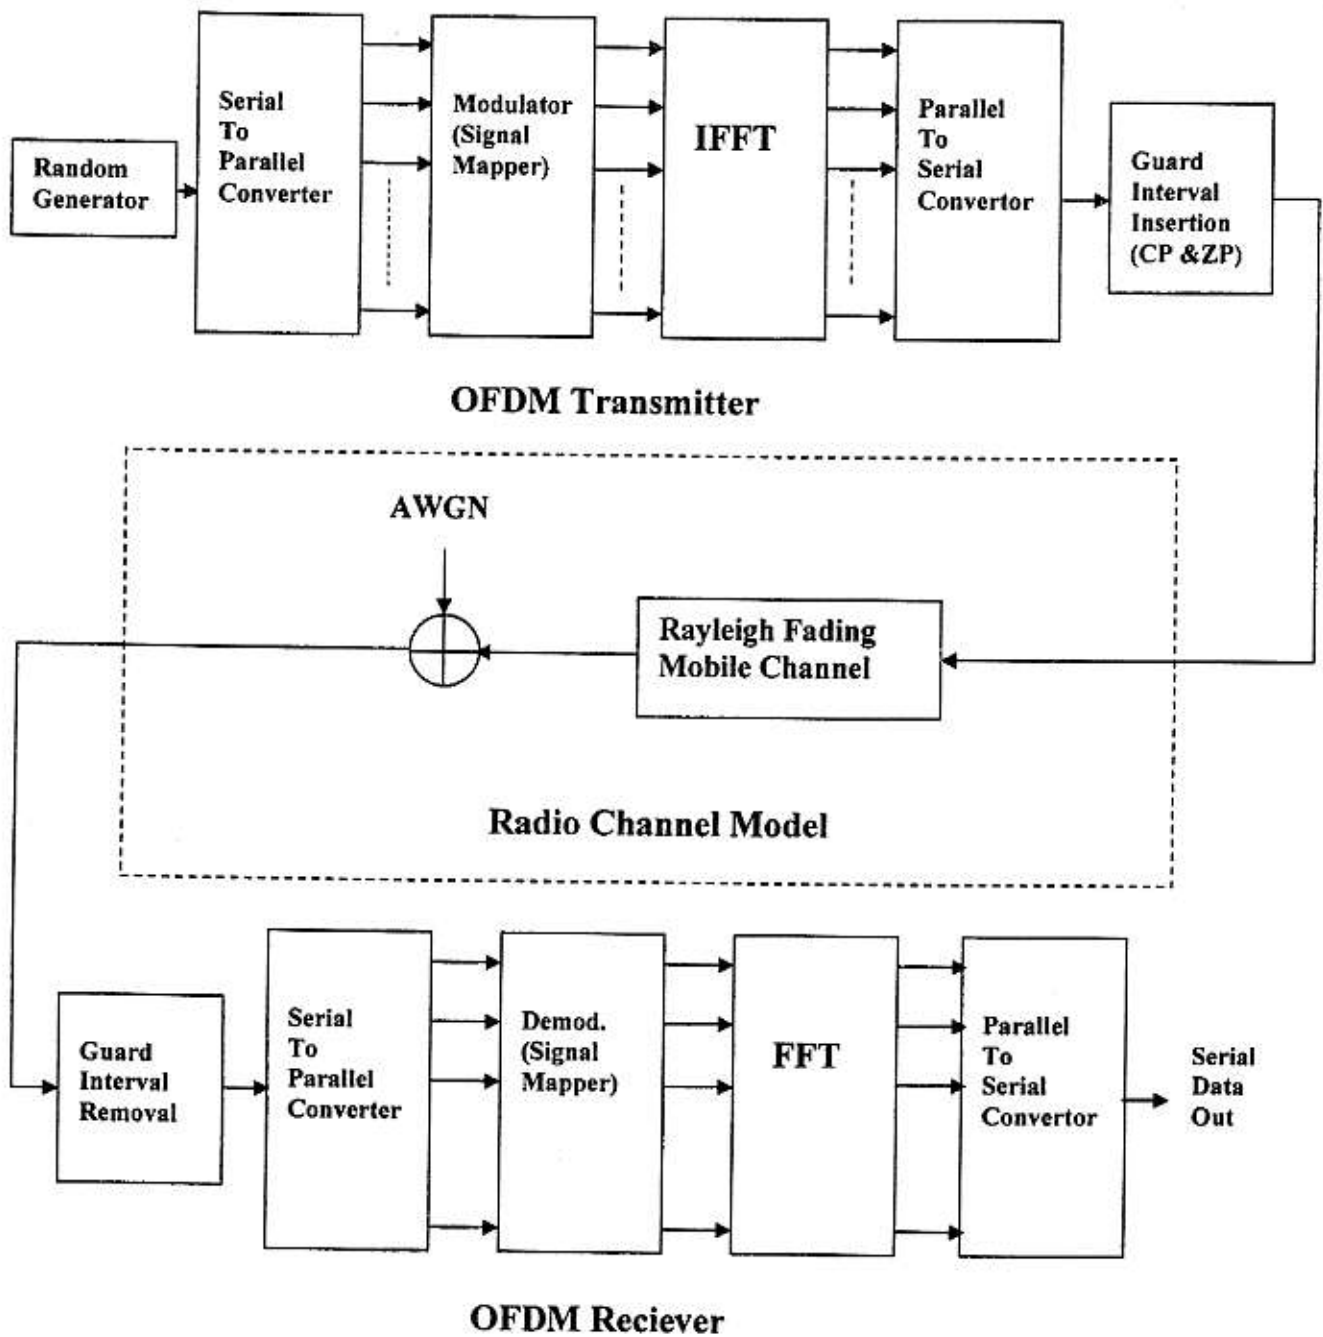 Random
Generator
Serial
To
Parallel
Converter
Modulator
(Signal
Mapper)
IFFT
Parallel
To
Serial
Convertor
Guard
Interval
Insertion
(CP &ZP)
OFDM Transmitter
AWGN
Rayleigh Fading
Mobile Channel
Radio Channel Model
Guard
Interval
Removal
Serial
To
Parallel
Converter
Demod.
(Signal
Mapper)
FFT
Parallel
To
Serial
Convertor
Serial
Data
Out
OFDM Reciever